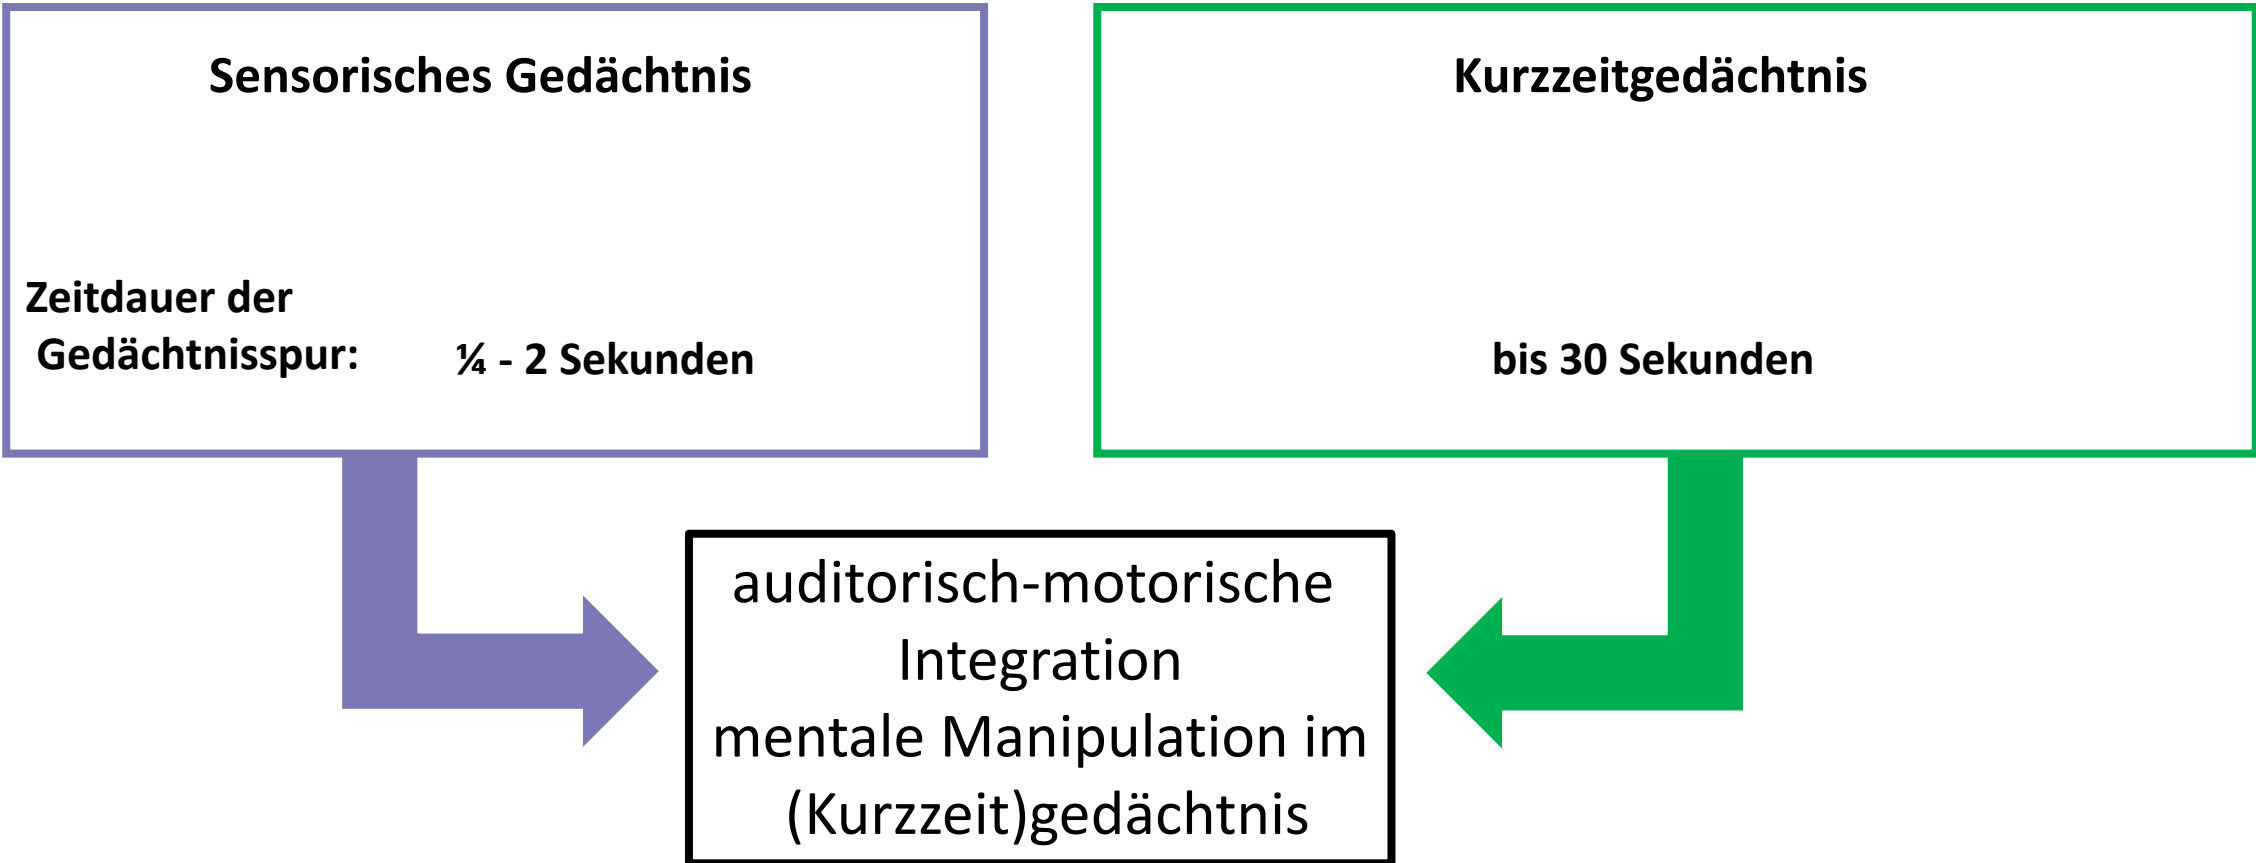 Sensorisches Gedächtnis
Kurzzeitgedächtnis
Zeitdauer der
Gedächtnisspur:
¼ - 2 Sekunden
bis 30 Sekunden
auditorisch-motorische
Integration
mentale Manipulation im
(Kurzzeit)gedächtnis